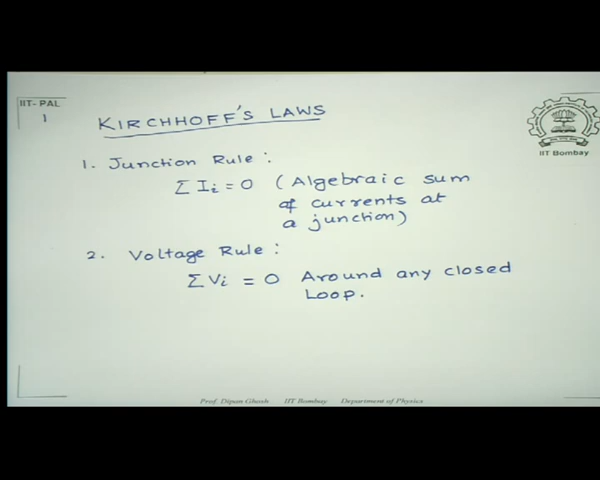 IIT- PAL
1
KIRCHHOFF'S LAWS
1. Junction Rule :
Σ Ii = 0 (Algebraic sum
of currents at
a junction)
2. Voltage Rule :
ΣVi = 0 Around any closed
Loop.
IIT Bombay
Prof. Dipan Ghosh IIT Bombay Department of Physics